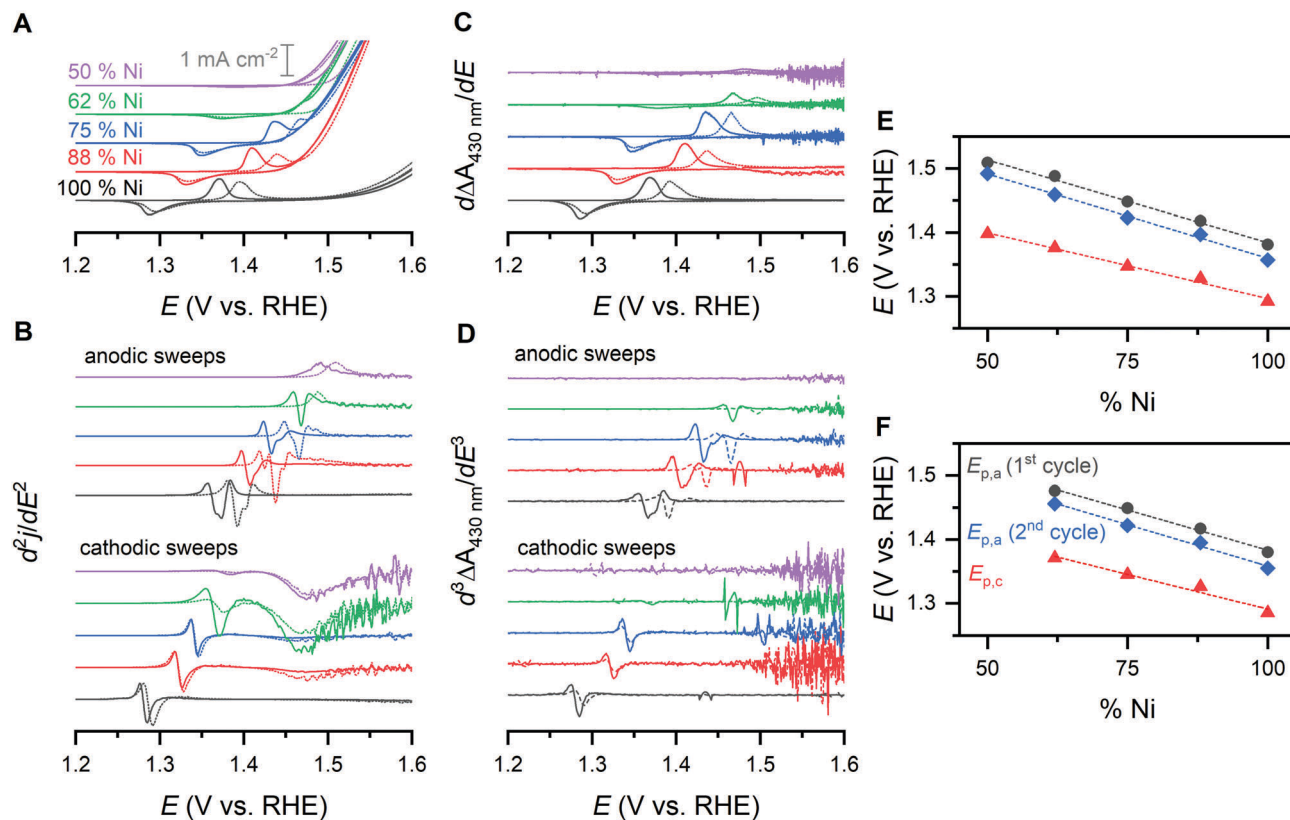 A
1 mA cm⁻²
50 % Ni
62 % Ni
75 % Ni
88 % Ni
100 % Ni
1.2 1.3 1.4 1.5 1.6
E (V vs. RHE)
B
anodic sweeps
cathodic sweeps
d²j/dE²
1.2 1.3 1.4 1.5 1.6
E (V vs. RHE)
C
dΔA430 nm/dE
1.2 1.3 1.4 1.5 1.6
E (V vs. RHE)
D
anodic sweeps
cathodic sweeps
d³ΔA430 nm/dE³
1.2 1.3 1.4 1.5 1.6
E (V vs. RHE)
E
1.5
1.4
1.3
E (V vs. RHE)
50 75 100
% Ni
F
Ep,a (1st cycle)
Ep,a (2nd cycle)
Ep,c
1.5
1.4
1.3
E (V vs. RHE)
50 75 100
% Ni